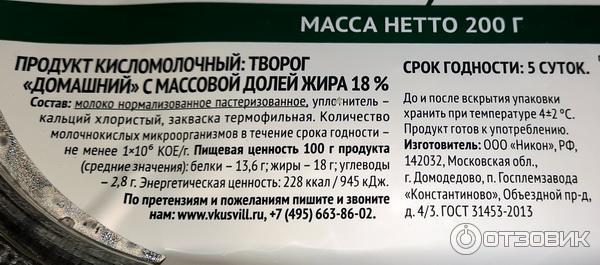 МАССА НЕТТО 200 Г
ПРОДУКТ КИСЛОМОЛОЧНЫЙ: ТВОРОГ
«ДОМАШНИЙ» С МАССОВОЙ ДОЛЕЙ ЖИРА 18 %
Состав: молоко нормализованное пастеризованное, уплотнитель –
кальций хлористый, закваска термофильная. Количество
молочнокислых микроорганизмов в течение срока годности –
не менее 1×10⁶ КОЕ/г. Пищевая ценность 100 г продукта
(средние значения): белки – 13,6 г; жиры – 18 г; углеводы
– 2,8 г. Энергетическая ценность: 228 ккал / 945 кДж.
По претензиям и пожеланиям пишите и звоните
нам: www.vkusvill.ru, +7 (495) 663-86-02.
СРОК ГОДНОСТИ: 5 СУТОК.
До и после вскрытия упаковки
хранить при температуре 4±2 °С.
Продукт готов к употреблению.
Изготовитель: ООО «Никон», РФ,
142032, Московская обл.,
г. Домодедово, п. Госплемзавода
«Константиново», Объездной пр-д,
д. 4/3. ГОСТ 31453-2013
ОТЗОВИК